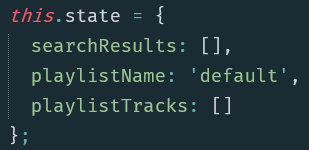 this.state = {
  searchResults: [],
  playlistName: 'default',
  playlistTracks: []
};